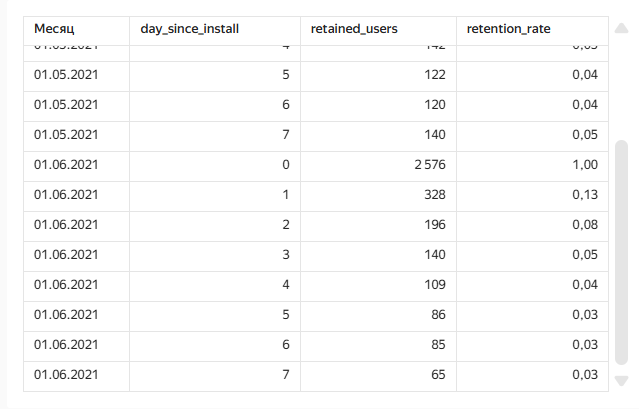 Месяц day_since_install retained_users retention_rate
01.05.2021 4 142 0,05
01.05.2021 5 122 0,04
01.05.2021 6 120 0,04
01.05.2021 7 140 0,05
01.06.2021 0 2 576 1,00
01.06.2021 1 328 0,13
01.06.2021 2 196 0,08
01.06.2021 3 140 0,05
01.06.2021 4 109 0,04
01.06.2021 5 86 0,03
01.06.2021 6 85 0,03
01.06.2021 7 65 0,03